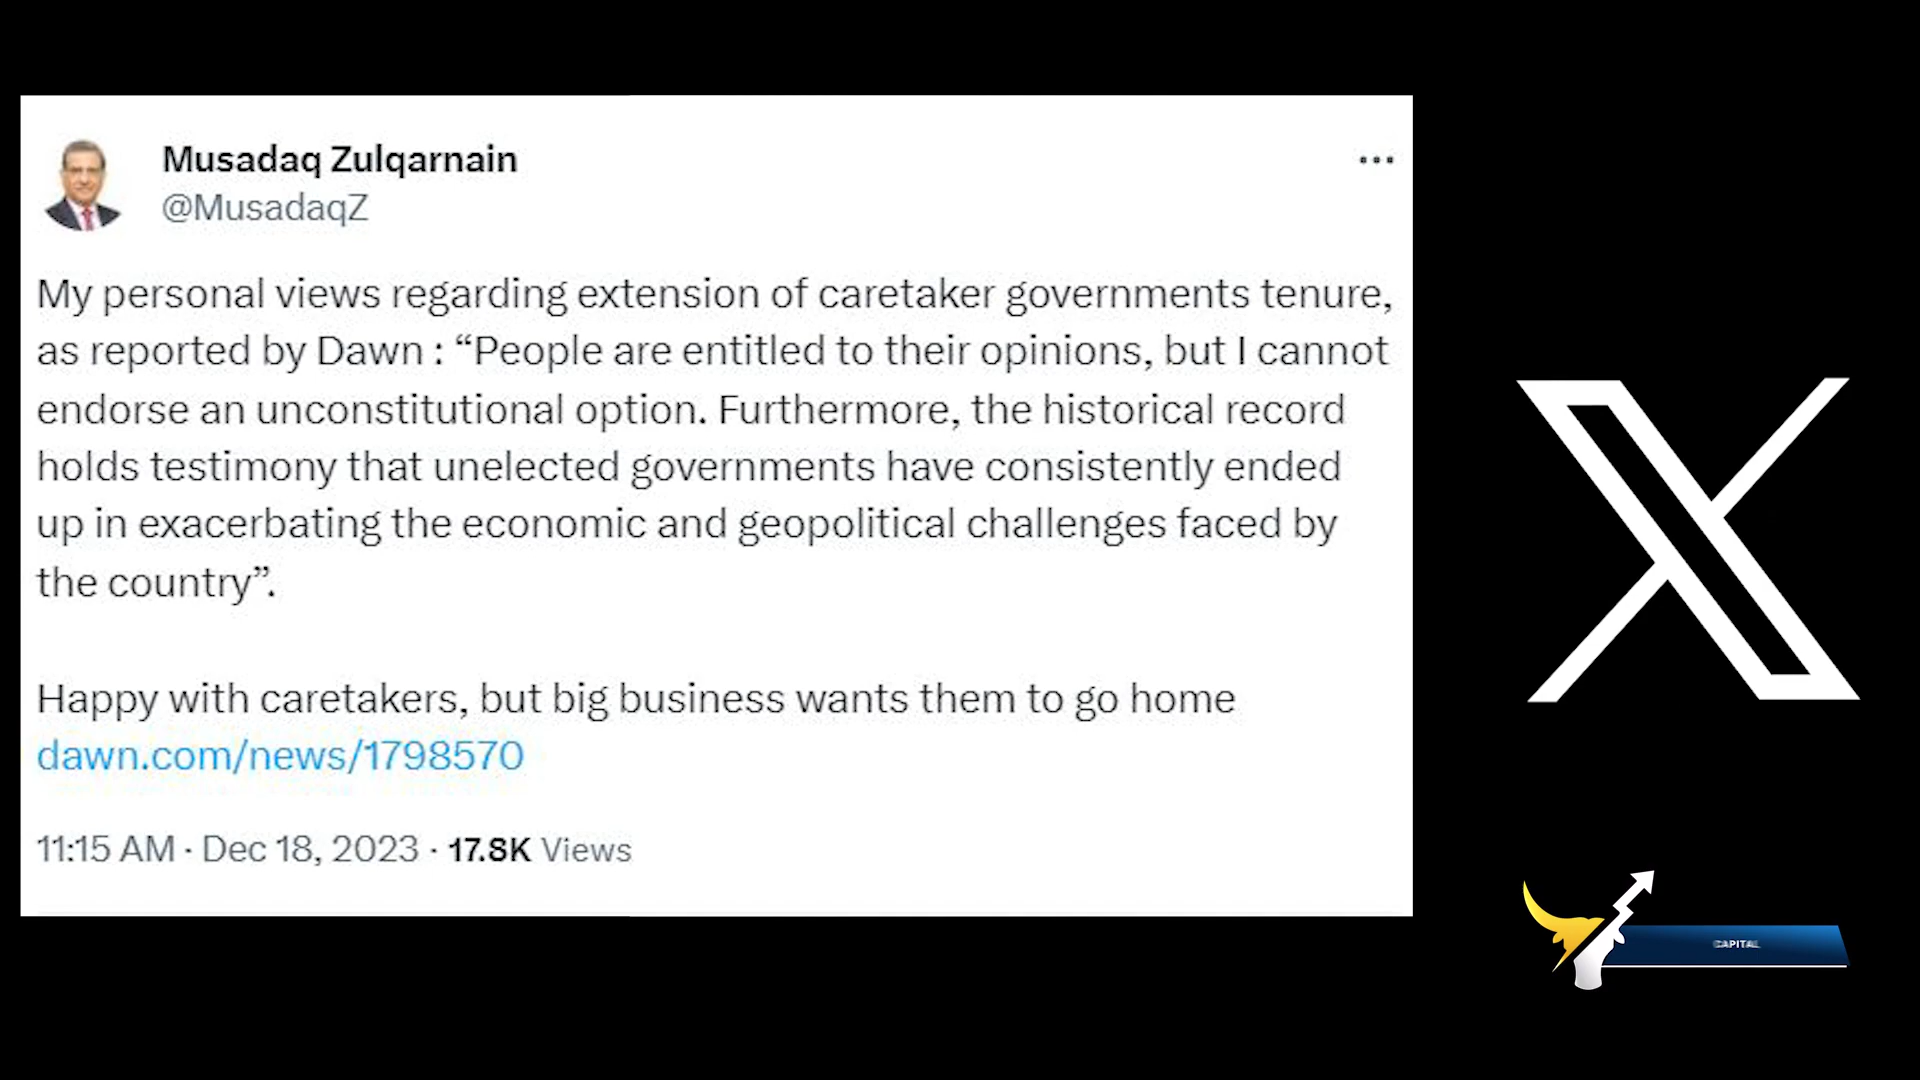 Musadaq Zulqarnain
@MusadaqZ
My personal views regarding extension of caretaker governments tenure,
as reported by Dawn : “People are entitled to their opinions, but I cannot
endorse an unconstitutional option. Furthermore, the historical record
holds testimony that unelected governments have consistently ended
up in exacerbating the economic and geopolitical challenges faced by
the country”.
Happy with caretakers, but big business wants them to go home
dawn.com/news/1798570
11:15 AM · Dec 18, 2023 · 17.8K Views
CAPITAL